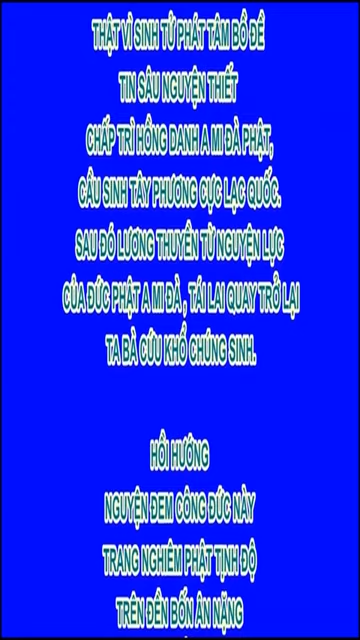 THẬT VÌ SINH TỬ PHÁT TÂM BỒ ĐỀ
TIN SÂU NGUYỆN THIẾT
CHẤP TRÌ HỒNG DANH A MI ĐÀ PHẬT,
CẦU SINH TÂY PHƯƠNG CỰC LẠC QUỐC.
SAU ĐÓ LƯƠNG THUYỀN TỪ NGUYỆN LỰC
CỦA ĐỨC PHẬT A MI ĐÀ, TÁI LAI QUAY TRỞ LẠI
TA BÀ CỨU KHỔ CHÚNG SINH.
HỒI HƯỚNG
NGUYỆN ĐEM CÔNG ĐỨC NÀY
TRANG NGHIÊM PHẬT TỊNH ĐỘ
TRÊN ĐỀN BỐN ÂN NẶNG